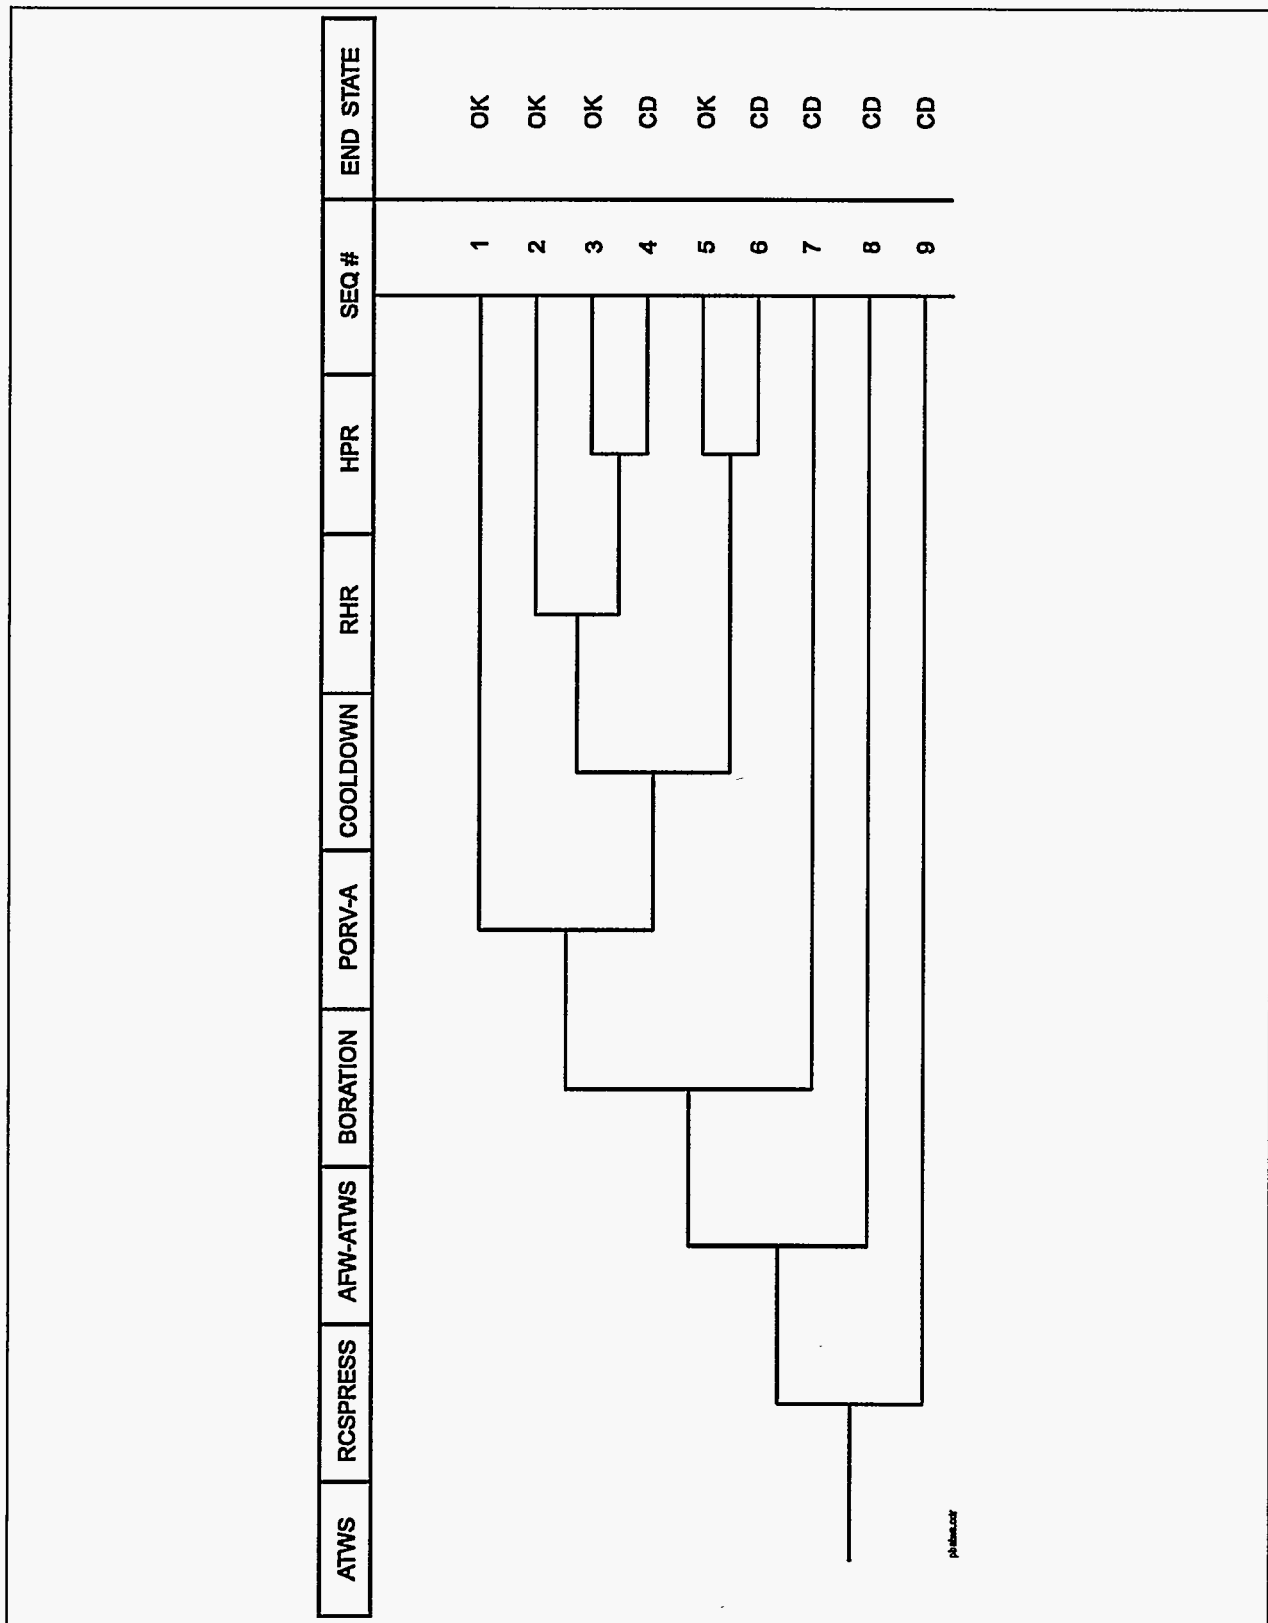 ATWS RCSPRESS AFW-ATWS BORATION PORV-A COOLDOWN RHR HPR SEQ # END STATE
1 OK
2 OK
3 OK
4 CD
5 OK
6 CD
7 CD
8 CD
9 CD